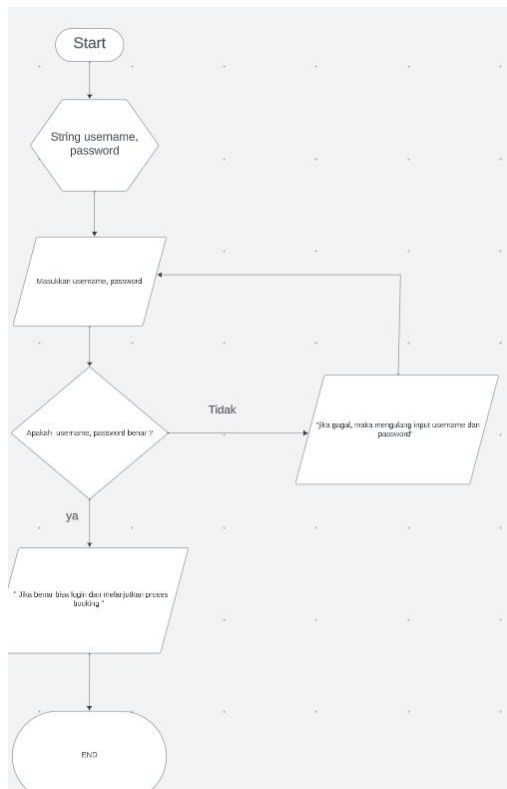 Start
String username,
password
Masukkan username, password
Apakah username, password benar ?
Tidak
"jika gagal, maka mengulang input username dan
password"
ya
" Jika benar bisa login dan melanjutkan proses
booking "
END